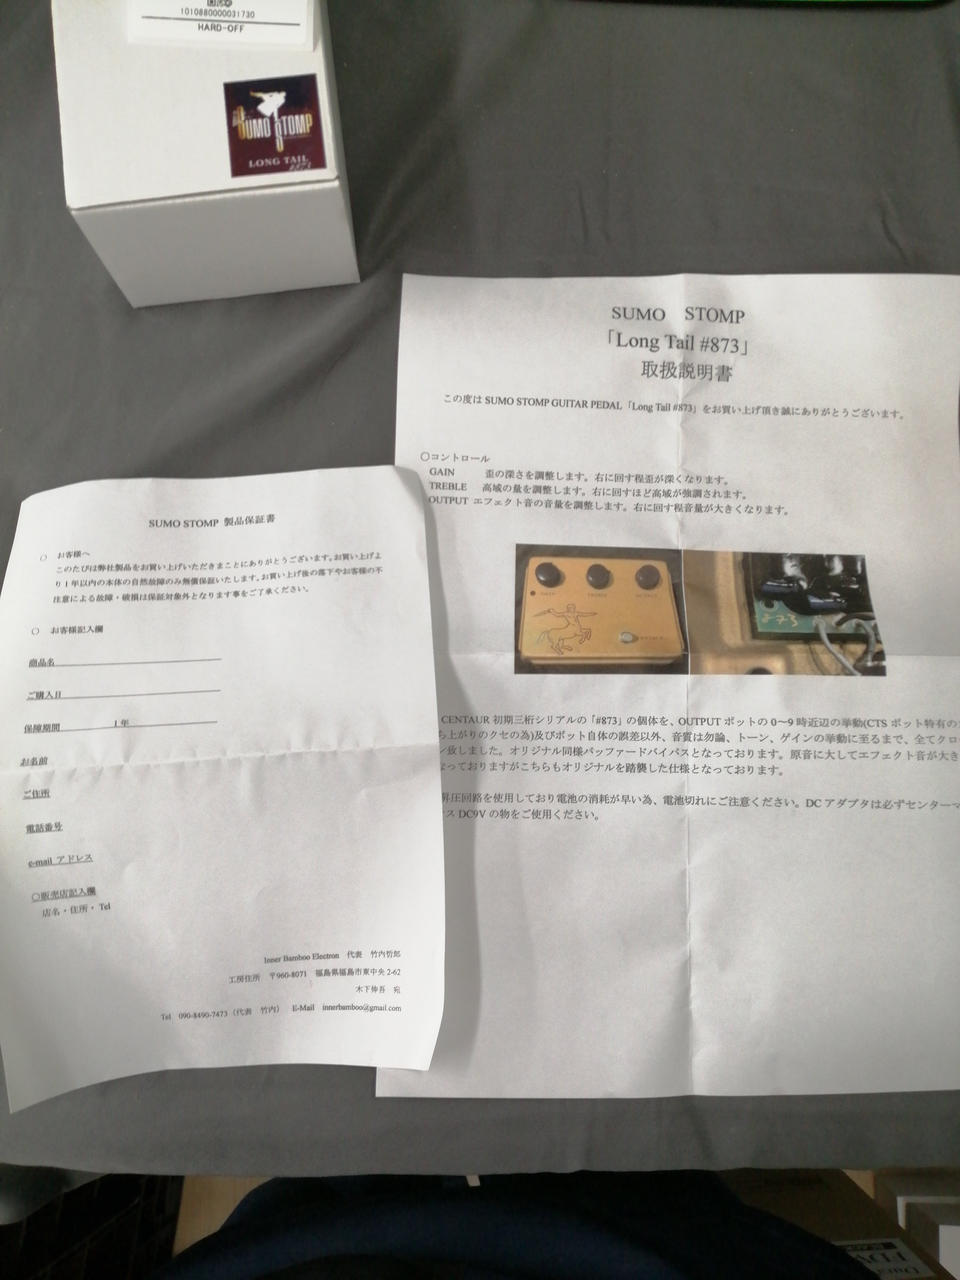 1010880000031730
HARD-OFF
SUMO STOMP
LONG TAIL
SUMO STOMP
「Long Tail #873」
取扱説明書
この度は SUMO STOMP GUITAR PEDAL「Long Tail #873」をお買い上げ頂き誠にありがとうございます。
〇コントロール
GAIN 歪の深さを調整します。右に回す程歪が深くなります。
TREBLE 高域の量を調整します。右に回すほど高域が強調されます。
OUTPUT エフェクト音の音量を調整します。右に回す程音量が大きくなります。
GAIN TREBLE OUTPUT
873
CENTAUR 初期三桁シリアルの「#873」の個体を、OUTPUT ポットの 0～9 時近辺の挙動(CTS ポット特有の
ち上がりのクセの為)及びポット自体の誤差以外、音質は勿論、トーン、ゲインの挙動に至るまで、全てクロ
ン致しました。オリジナル同様バッファードバイパスとなっております。原音に大してエフェクト音が大き
なっておりますがこちらもオリジナルを踏襲した仕様となっております。
昇圧回路を使用しており電池の消耗が早い為、電池切れにご注意ください。DC アダプタは必ずセンターマ
ス DC9V の物をご使用ください。
SUMO STOMP 製品保証書
〇 お客様へ
このたびは弊社製品をお買い上げいただきまことにありがとうございます。お買い上げよ
り 1 年以内の本体の自然故障のみ無償保証いたします。お買い上げ後の落下やお客様の不
注意による故障・破損は保証対象外となります事をご了承ください。
〇 お客様記入欄
商品名
ご購入日
保障期間 1 年
お名前
ご住所
電話番号
e-mail アドレス
〇販売店記入欄
店名・住所・Tel
Inner Bamboo Electron 代表 竹内哲郎
工房住所 〒960-8071 福島県福島市東中央 2-62
木下伸吾 宛
Tel 090-8490-7473（代表 竹内） E-Mail innerbamboo@gmail.com